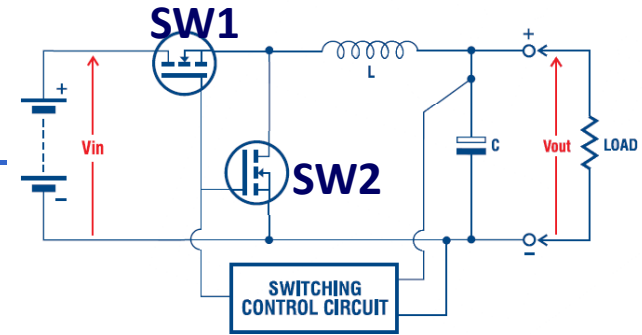 SW1
+
L
+
Vin
SW2
C
Vout
LOAD
−
−
SWITCHING
CONTROL CIRCUIT